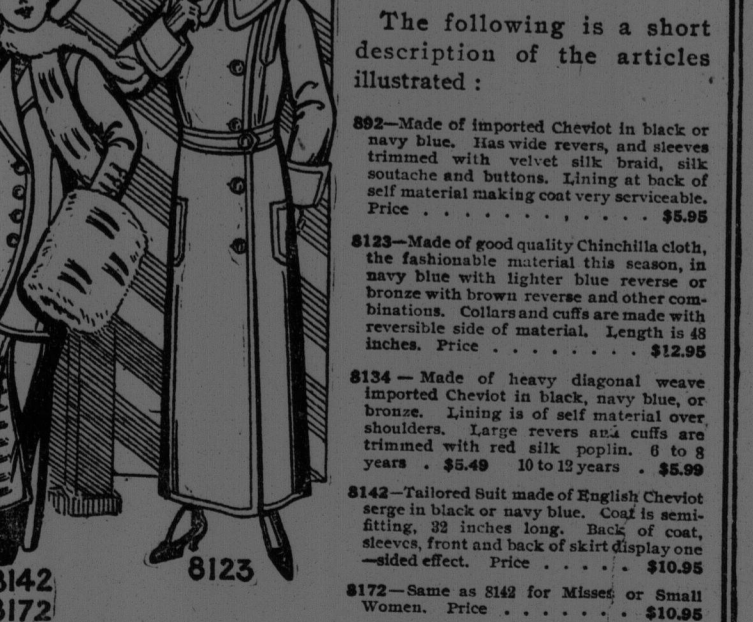 The following is a short
description of the articles
illustrated :
892—Made of imported Cheviot in black or
navy blue. Has wide revers, and sleeves
trimmed with velvet silk braid, silk
soutache and buttons. Lining at back of
self material making coat very serviceable.
Price . . . . . . . , . . . . $5.95
8123—Made of good quality Chinchilla cloth,
the fashionable material this season, in
navy blue with lighter blue reverse or
bronze with brown reverse and other com-
binations. Collars and cuffs are made with
reversible side of material. Length is 48
inches. Price . . . . . . . . $12.95
8134 — Made of heavy diagonal weave
imported Cheviot in black, navy blue, or
bronze. Lining is of self material over
shoulders. Large revers and cuffs are
trimmed with red silk poplin. 6 to 8
years . $5.49 10 to 12 years . $5.99
8142—Tailored Suit made of English Cheviot
serge in black or navy blue. Coat is semi-
fitting, 32 inches long. Back of coat,
sleeves, front and back of skirt display one
—sided effect. Price . . . . . $10.95
8172—Same as 8142 for Misses or Small
Women. Price . . . . . . . $10.95
8123
8142
8172